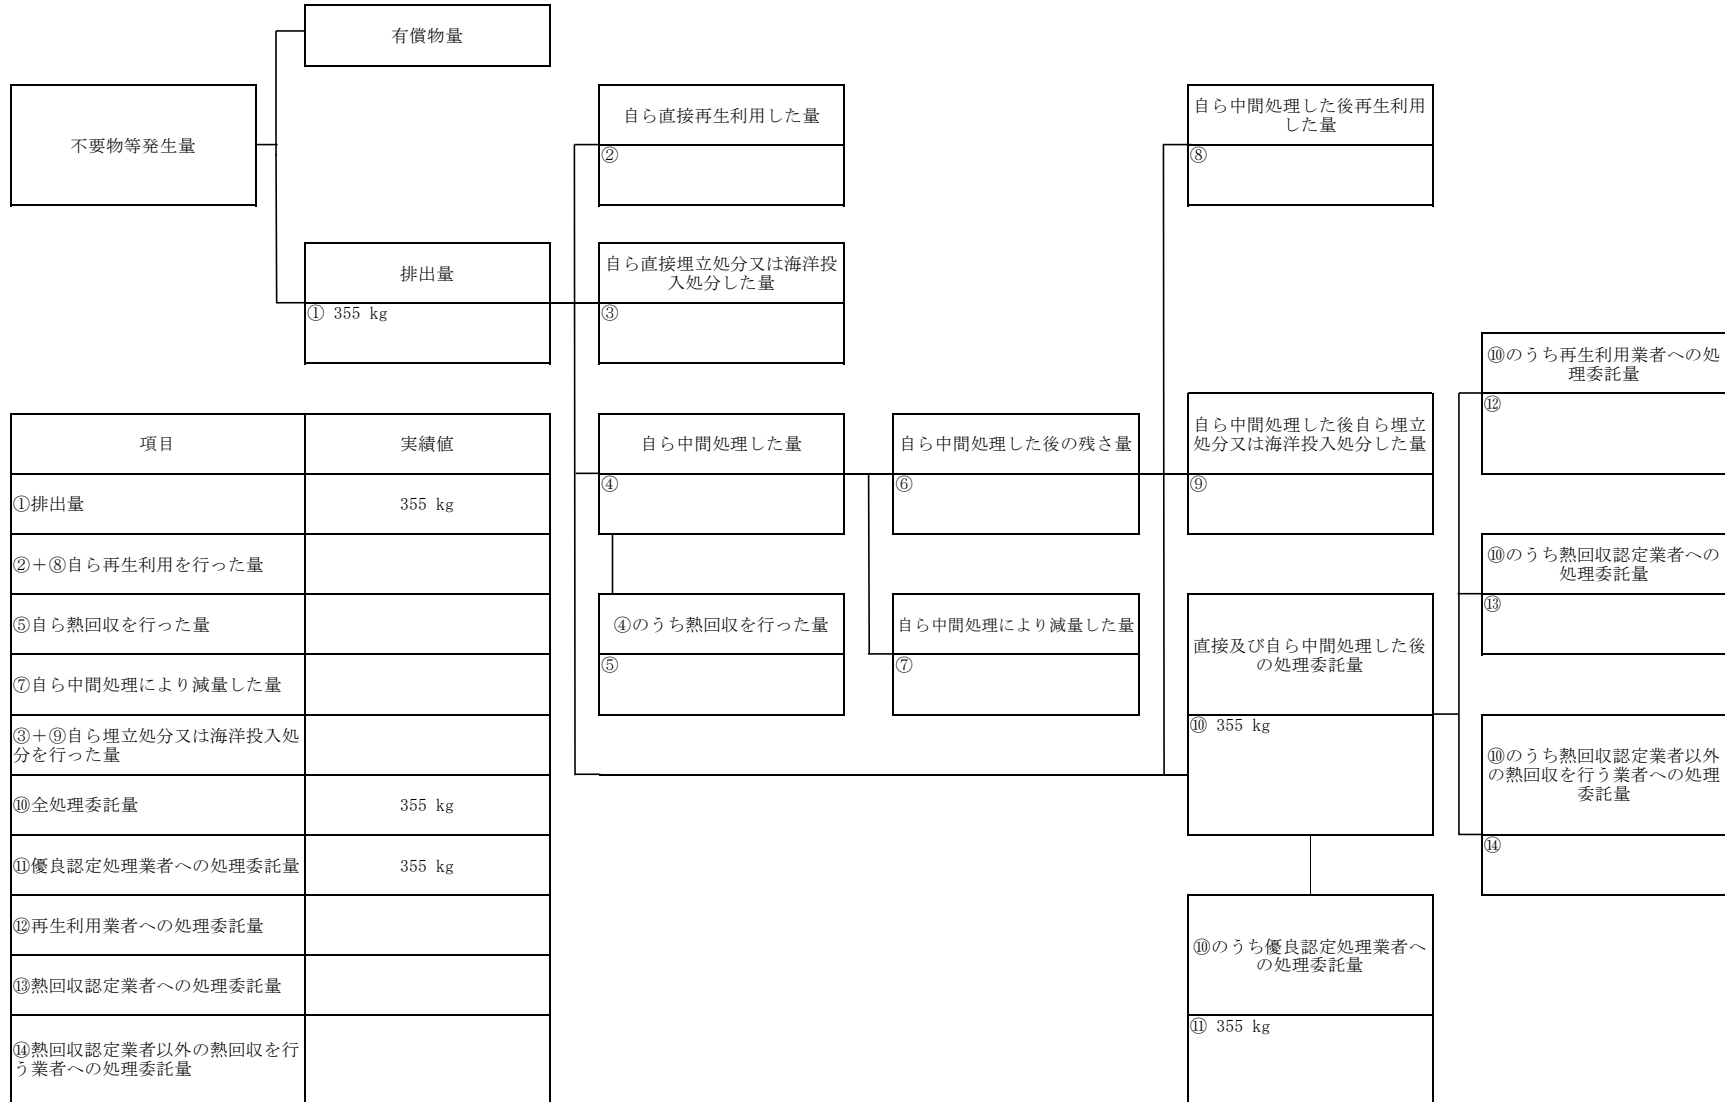 有償物量
不要物等発生量
自ら直接再生利用した量
②
自ら中間処理した後再生利用
した量
⑧
排出量
① 355 kg
自ら直接埋立処分又は海洋投
入処分した量
③
⑩のうち再生利用業者への処
理委託量
⑫
自ら中間処理した量
④
自ら中間処理した後の残さ量
⑥
自ら中間処理した後自ら埋立
処分又は海洋投入処分した量
⑨
⑩のうち熱回収認定業者への
処理委託量
⑬
④のうち熱回収を行った量
⑤
自ら中間処理により減量した量
⑦
直接及び自ら中間処理した後
の処理委託量
⑩ 355 kg
⑩のうち熱回収認定業者以外
の熱回収を行う業者への処理
委託量
⑭
⑩のうち優良認定処理業者へ
の処理委託量
⑪ 355 kg
項目 実績値
①排出量 355 kg
②＋⑧自ら再生利用を行った量
⑤自ら熱回収を行った量
⑦自ら中間処理により減量した量
③＋⑨自ら埋立処分又は海洋投入処
分を行った量
⑩全処理委託量 355 kg
⑪優良認定処理業者への処理委託量 355 kg
⑫再生利用業者への処理委託量
⑬熱回収認定業者への処理委託量
⑭熱回収認定業者以外の熱回収を行
う業者への処理委託量